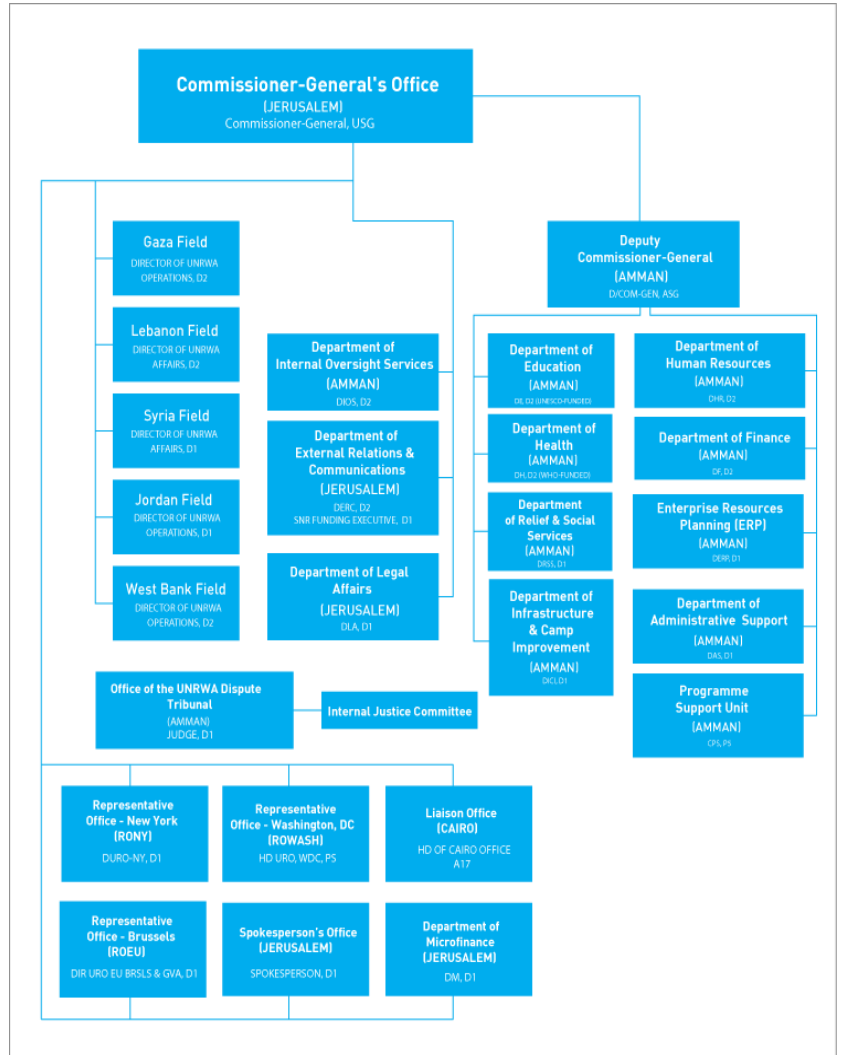 Commissioner-General's Office
(JERUSALEM)
Commissioner-General, USG
Gaza Field
DIRECTOR OF UNRWA
OPERATIONS, D2
Lebanon Field
DIRECTOR OF UNRWA
AFFAIRS, D2
Syria Field
DIRECTOR OF UNRWA
AFFAIRS, D1
Jordan Field
DIRECTOR OF UNRWA
OPERATIONS, D1
West Bank Field
DIRECTOR OF UNRWA
OPERATIONS, D2
Department of
Internal Oversight Services
(AMMAN)
DIOS, D2
Department of
External Relations &
Communications
(JERUSALEM)
DERC, D2
SNR FUNDING EXECUTIVE, D1
Department of Legal
Affairs
(JERUSALEM)
DLA, D1
Deputy
Commissioner-General
(AMMAN)
D/COM-GEN, ASG
Department of
Education
(AMMAN)
DE, D2 (UNESCO-FUNDED)
Department of
Health
(AMMAN)
DH, D2 (WHO-FUNDED)
Department
of Relief & Social
Services
(AMMAN)
DRSS, D1
Department of
Infrastructure
& Camp
Improvement
(AMMAN)
DICI, D1
Department of
Human Resources
(AMMAN)
DHR, D2
Department of Finance
(AMMAN)
DF, D2
Enterprise Resources
Planning (ERP)
(AMMAN)
DERP, D1
Department of
Administrative Support
(AMMAN)
DAS, D1
Programme
Support Unit
(AMMAN)
CPS, P5
Office of the UNRWA Dispute
Tribunal
(AMMAN)
JUDGE, D1
Internal Justice Committee
Representative
Office - New York
(RONY)
DURO-NY, D1
Representative
Office - Washington, DC
(ROWASH)
HD URO, WDC, P5
Liaison Office
(CAIRO)
HD OF CAIRO OFFICE
A17
Representative
Office - Brussels
(ROEU)
DIR URO EU BRSLS & GVA, D1
Spokesperson's Office
(JERUSALEM)
SPOKESPERSON, D1
Department of
Microfinance
(JERUSALEM)
DM, D1